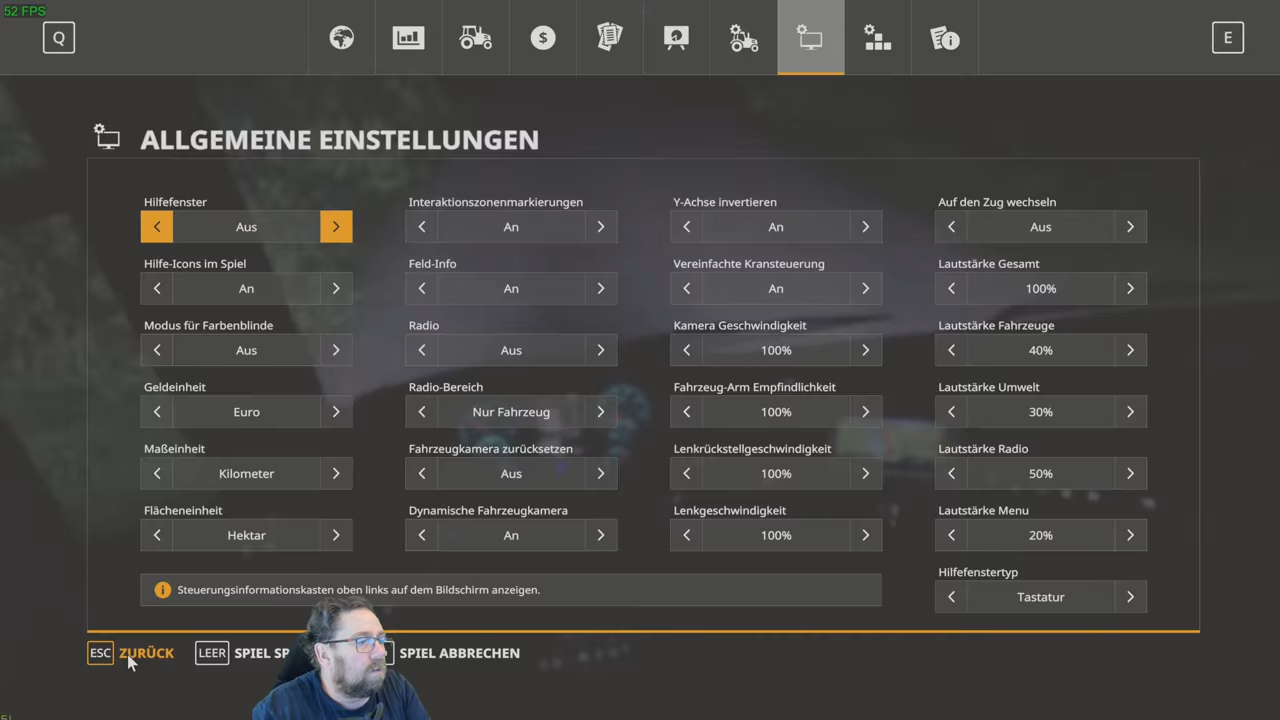 52 FPS
Q
E
ALLGEMEINE EINSTELLUNGEN
Hilfefenster
Aus
Hilfe-Icons im Spiel
An
Modus für Farbenblinde
Aus
Geldeinheit
Euro
Maßeinheit
Kilometer
Flächeneinheit
Hektar
Interaktionszonenmarkierungen
An
Feld-Info
An
Radio
Aus
Radio-Bereich
Nur Fahrzeug
Fahrzeugkamera zurücksetzen
Aus
Dynamische Fahrzeugkamera
An
Y-Achse invertieren
An
Vereinfachte Kransteuerung
An
Kamera Geschwindigkeit
100%
Fahrzeug-Arm Empfindlichkeit
100%
Lenkrückstellgeschwindigkeit
100%
Lenkgeschwindigkeit
100%
Auf den Zug wechseln
Aus
Lautstärke Gesamt
100%
Lautstärke Fahrzeuge
40%
Lautstärke Umwelt
30%
Lautstärke Radio
50%
Lautstärke Menu
20%
Hilfefenstertyp
Tastatur
Steuerungsinformationskasten oben links auf dem Bildschirm anzeigen.
ESC ZURÜCK LEER SPIEL SP SPIEL ABBRECHEN